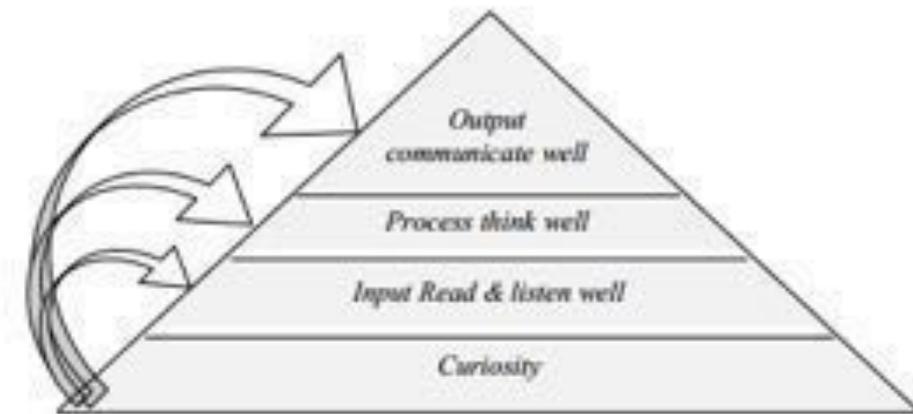 Output
communicate well
Process think well
Input Read & listen well
Curiosity